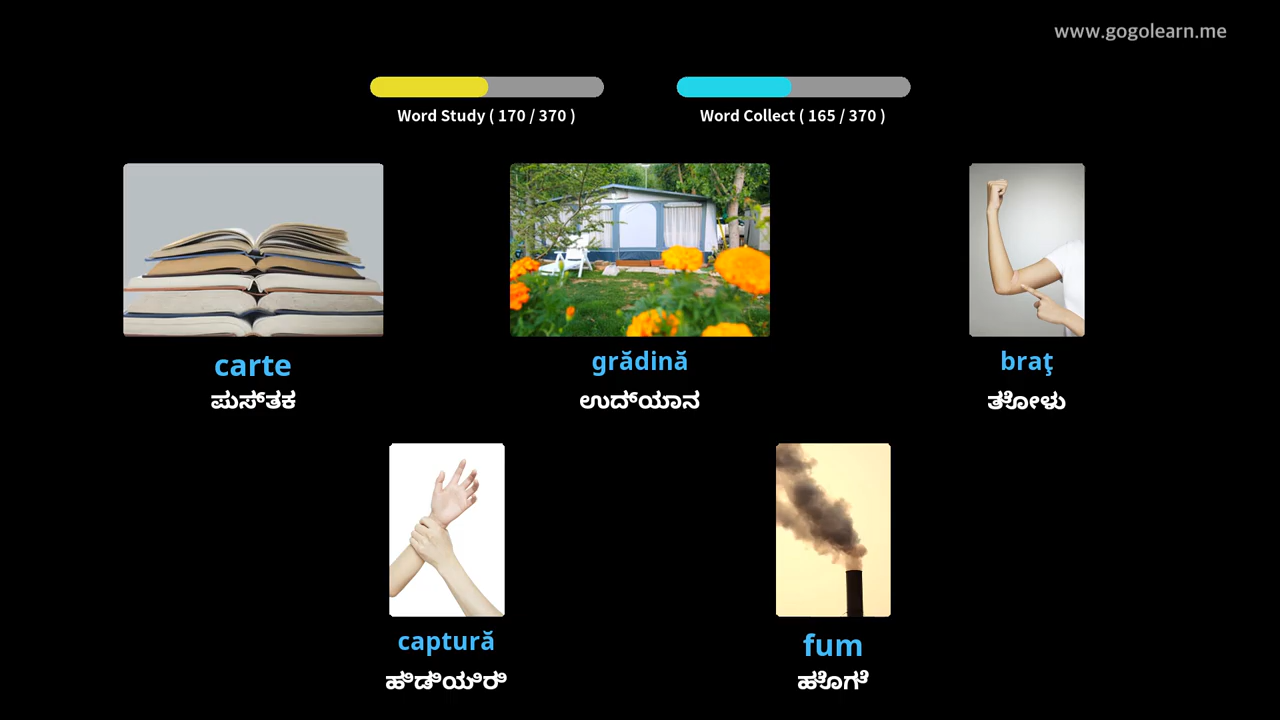 www.gogolearn.me
Word Study ( 170 / 370 )
Word Collect ( 165 / 370 )
carte
grădină
braţ
ಪುಸ್ತಕ
ಉದ್ಯಾನ
ತೋಳು
captură
fum
ಹಿಡಿಯಿರಿ
ಹೊಗೆ